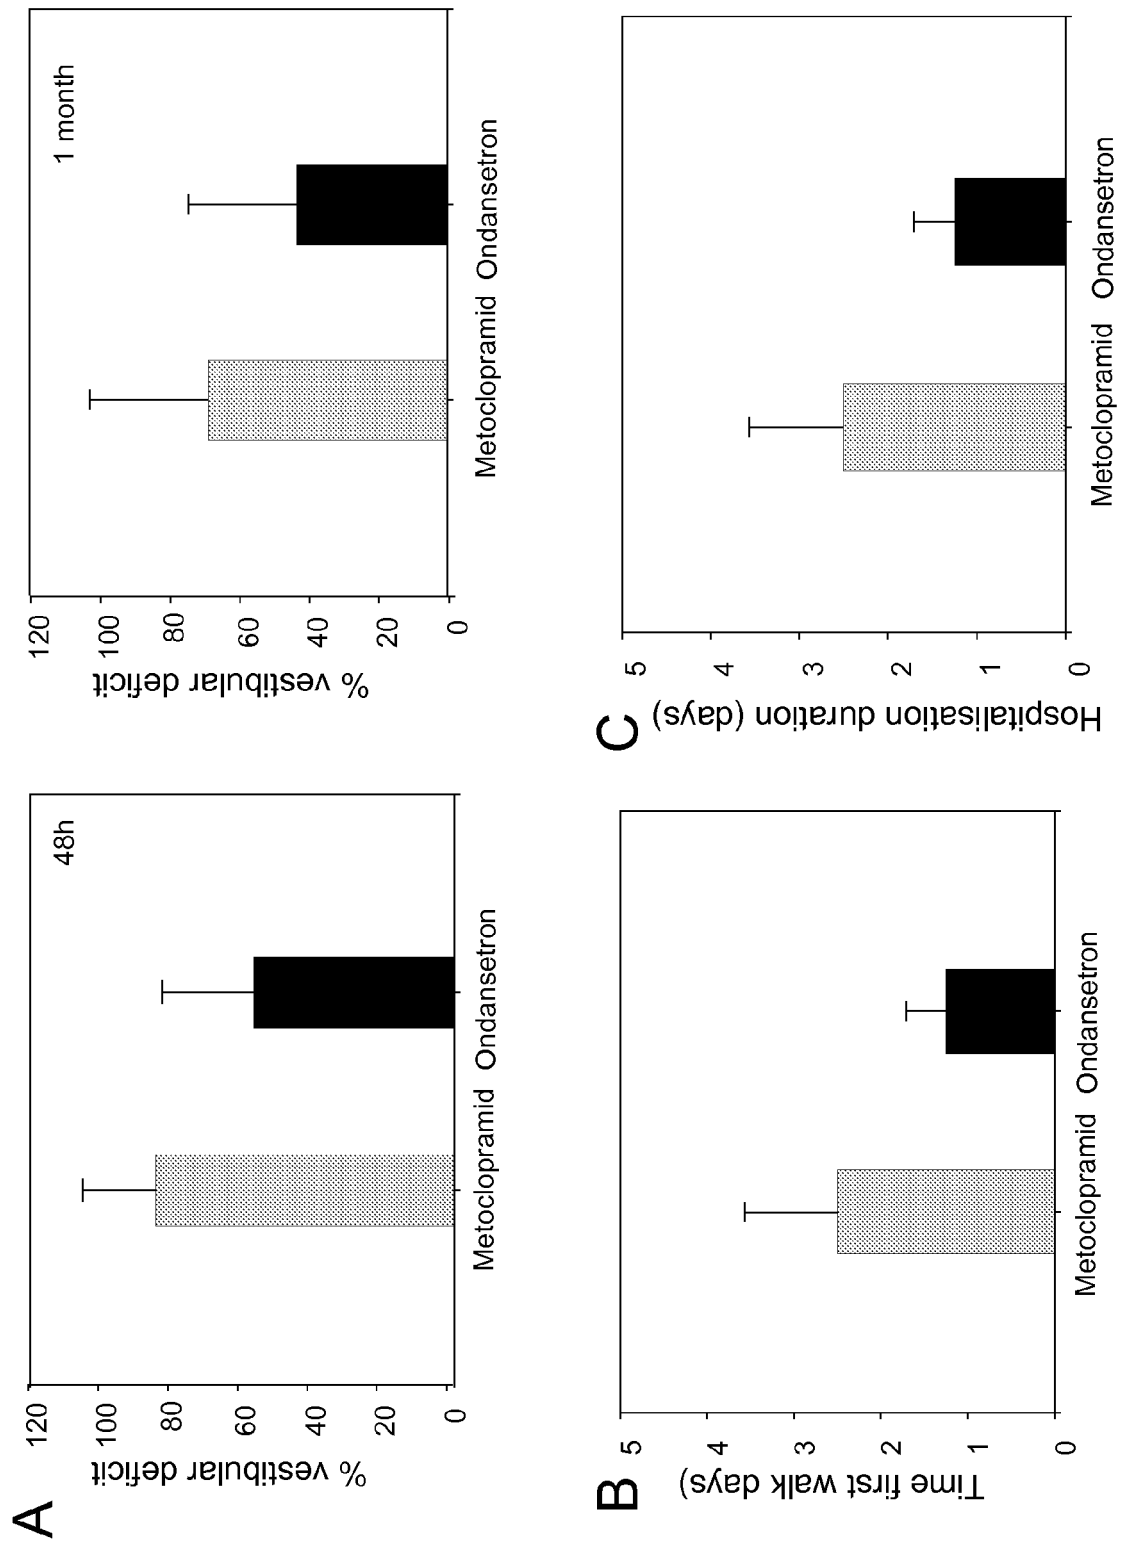 A
48h
% vestibular deficit
120
100
80
60
40
20
0
Metoclopramid Ondansetron
1 month
% vestibular deficit
120
100
80
60
40
20
0
Metoclopramid Ondansetron
B
Time first walk days)
5
4
3
2
1
0
Metoclopramid Ondansetron
C
Hospitalisation duration (days)
5
4
3
2
1
0
Metoclopramid Ondansetron